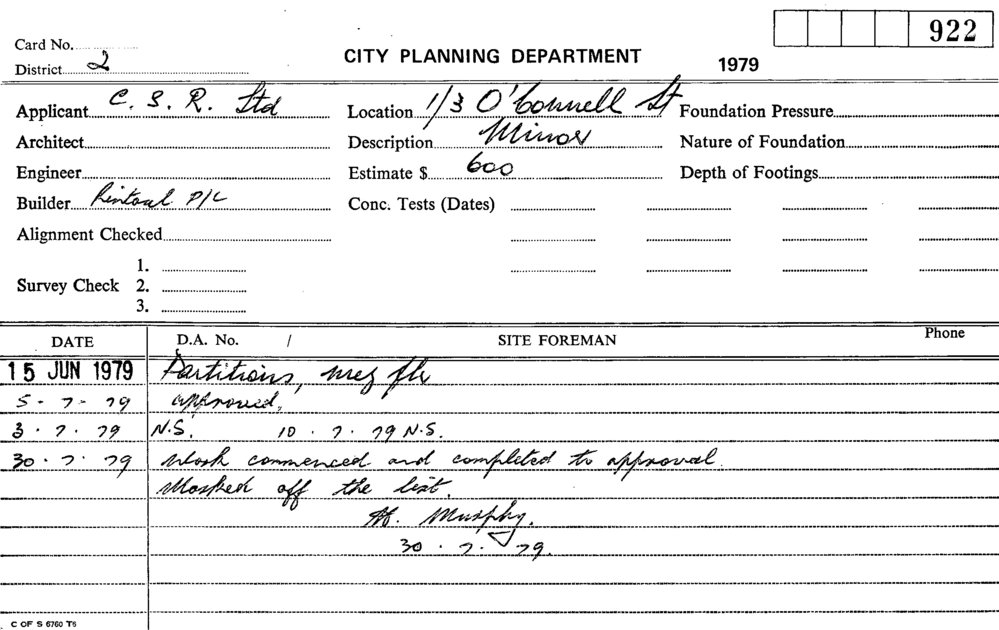 922
Card No.
CITY PLANNING DEPARTMENT
1979
District 2
Applicant C. S. R. Ltd Location 1/3 O'Connell St Foundation Pressure
Architect Description Minor Nature of Foundation
Engineer Estimate $ 600 Depth of Footings
Builder Rintoul P/L Conc. Tests (Dates)
Alignment Checked
1.
Survey Check 2.
3.
DATE D.A. No. / SITE FOREMAN Phone
15 JUN 1979 Partitions, mez flr
5 - 7 - 79 approved.
3 . 7 . 79 N.S. 10 . 7 . 79 N.S.
30 . 7 . 79 Work commenced and completed to approval.
Marked off the list.
Murphy.
30 . 7 . 79.
C OF S 6760 T6